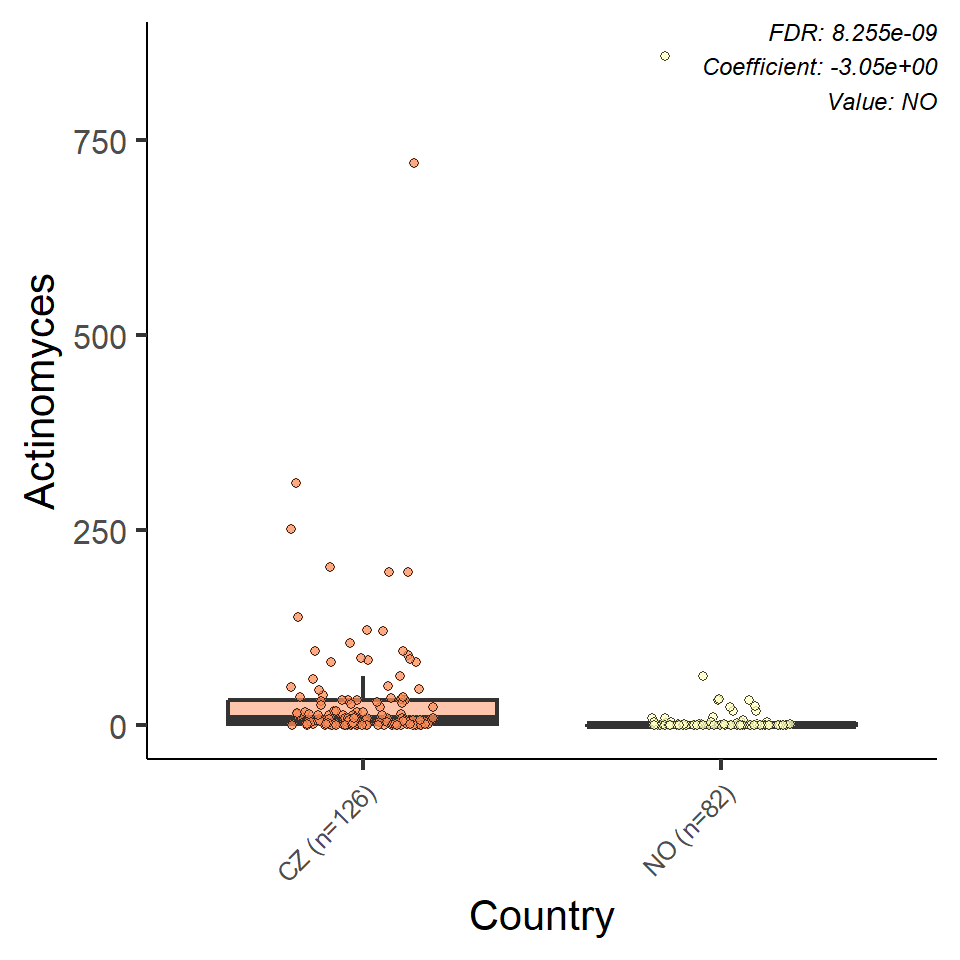 FDR: 8.255e-09
Coefficient: -3.05e+00
Value: NO
Actinomyces
750
500
250
0
CZ (n=126)
NO (n=82)
Country